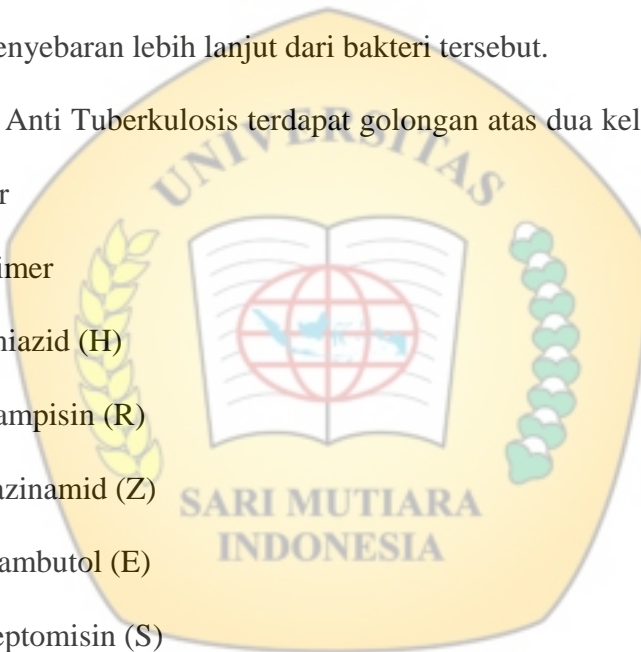 enyebaran lebih lanjut dari bakteri tersebut.
Anti Tuberkulosis terdapat golongan atas dua kel
r
imer
niazid (H)
ampisin (R)
azinamid (Z)
ambutol (E)
eptomisin (S)
UNIVERSITAS
SARI MUTIARA
INDONESIA